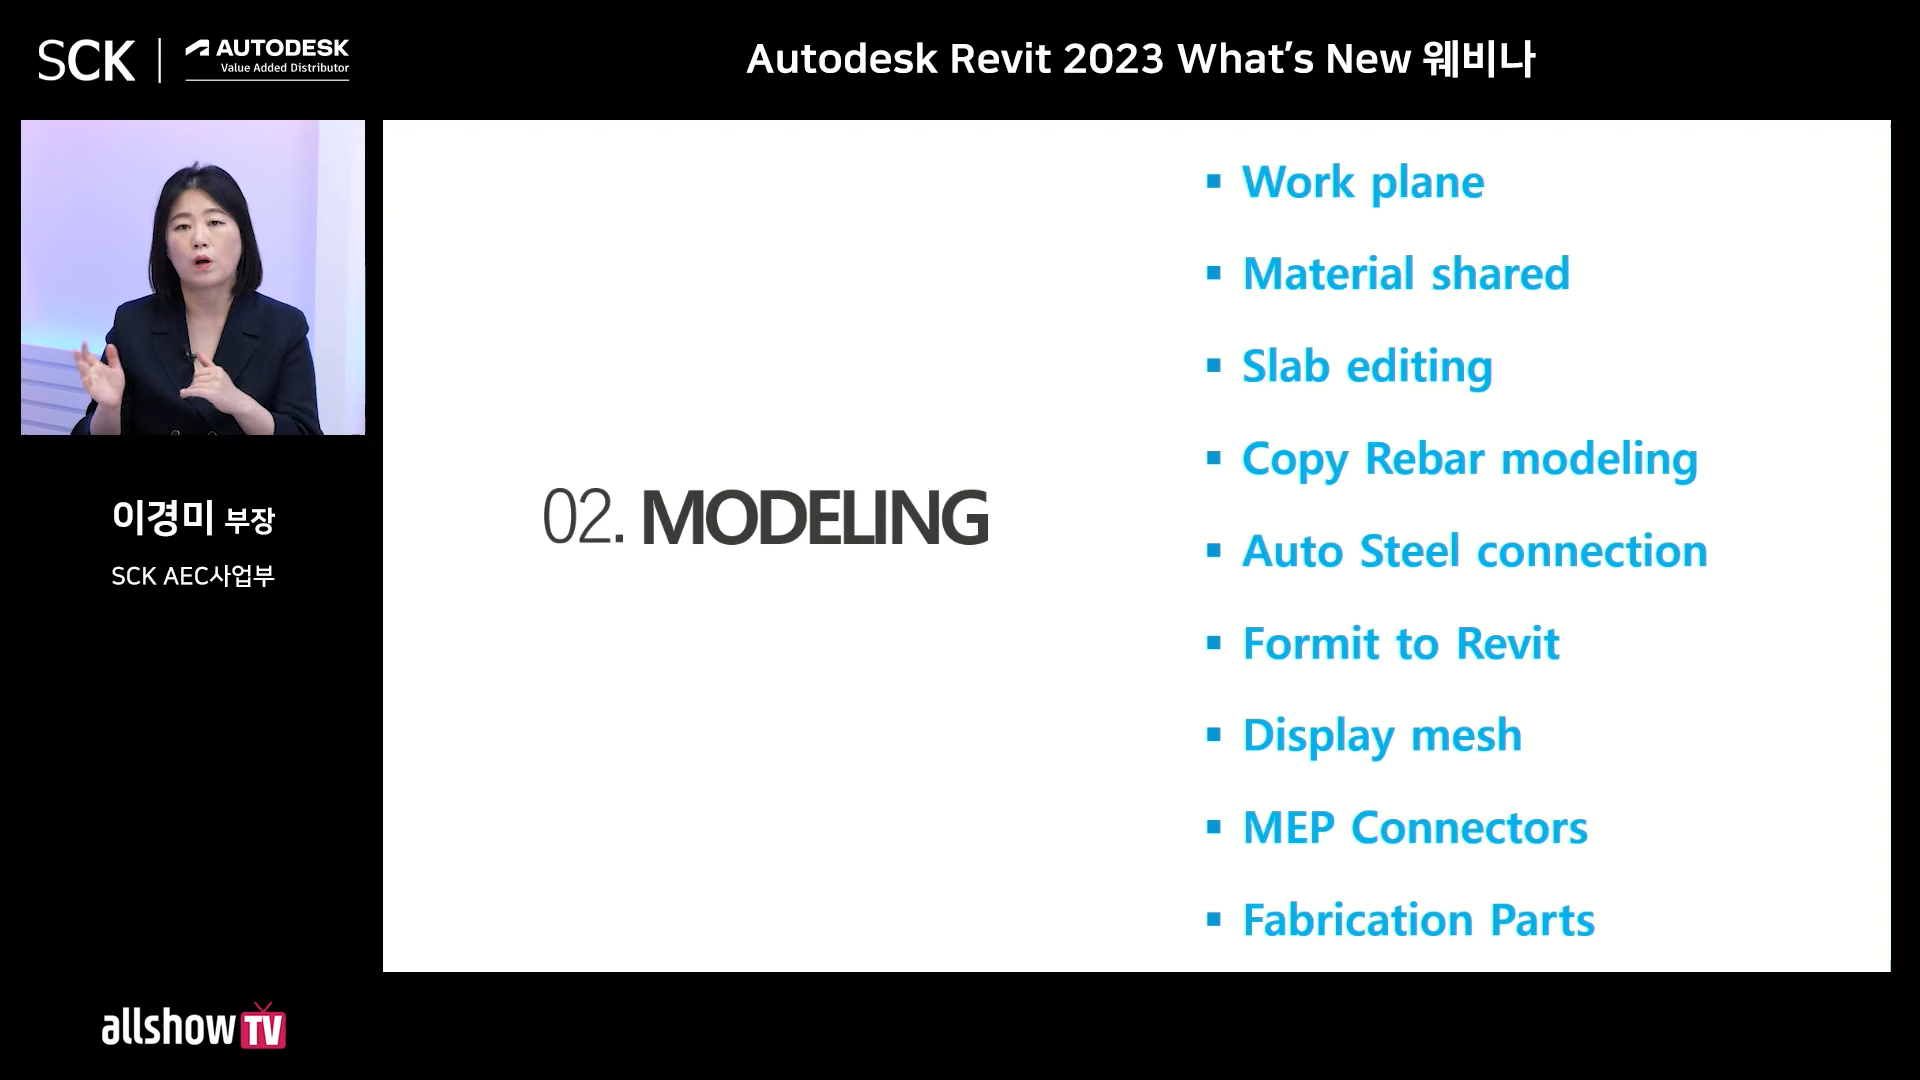 SCK
AUTODESK
Value Added Distributor
Autodesk Revit 2023 What's New 웨비나
이경미 부장
SCK AEC사업부
02. MODELING
▪ Work plane
▪ Material shared
▪ Slab editing
▪ Copy Rebar modeling
▪ Auto Steel connection
▪ Formit to Revit
▪ Display mesh
▪ MEP Connectors
▪ Fabrication Parts
allshow TV